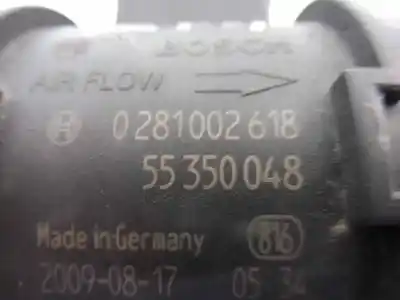 BOSCH
AIR FLOW
0 281 002 618
55 350 048
Made in Germany 816
2009-08-17 05 34